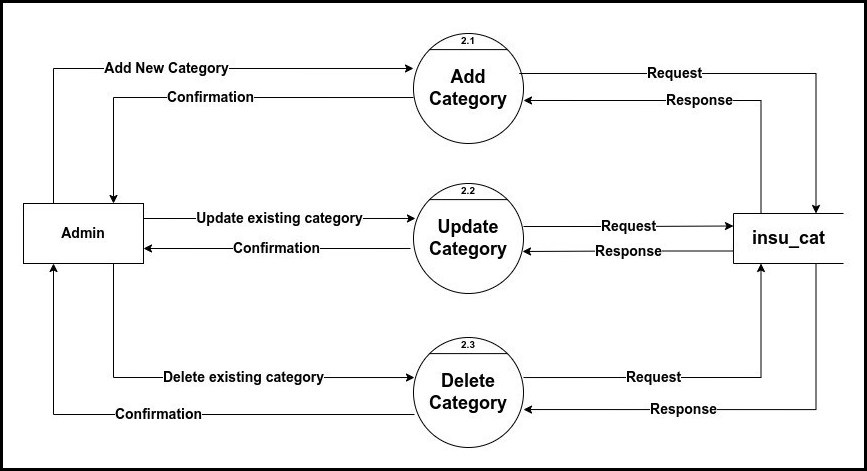 2.1
Add New Category
Add
Category
Request
Confirmation
Response
2.2
Admin
Update existing category
Update
Category
Request
insu_cat
Confirmation
Response
2.3
Delete existing category
Delete
Category
Request
Confirmation
Response